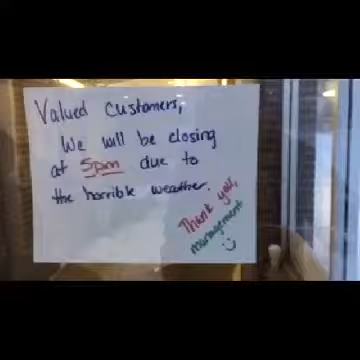 Valued Customers,
We will be closing
at 5pm due to
the horrible weather.
Thank you,
management